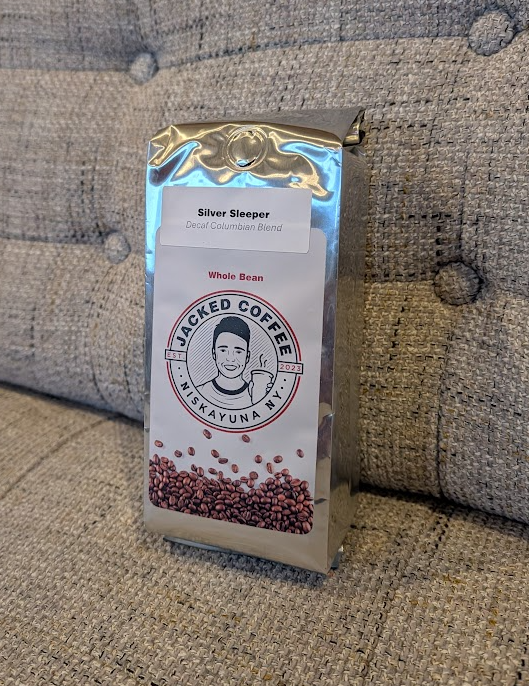 Silver Sleeper
Decaf Columbian Blend
Whole Bean
JACKED COFFEE
EST 2023
NISKAYUNA NY